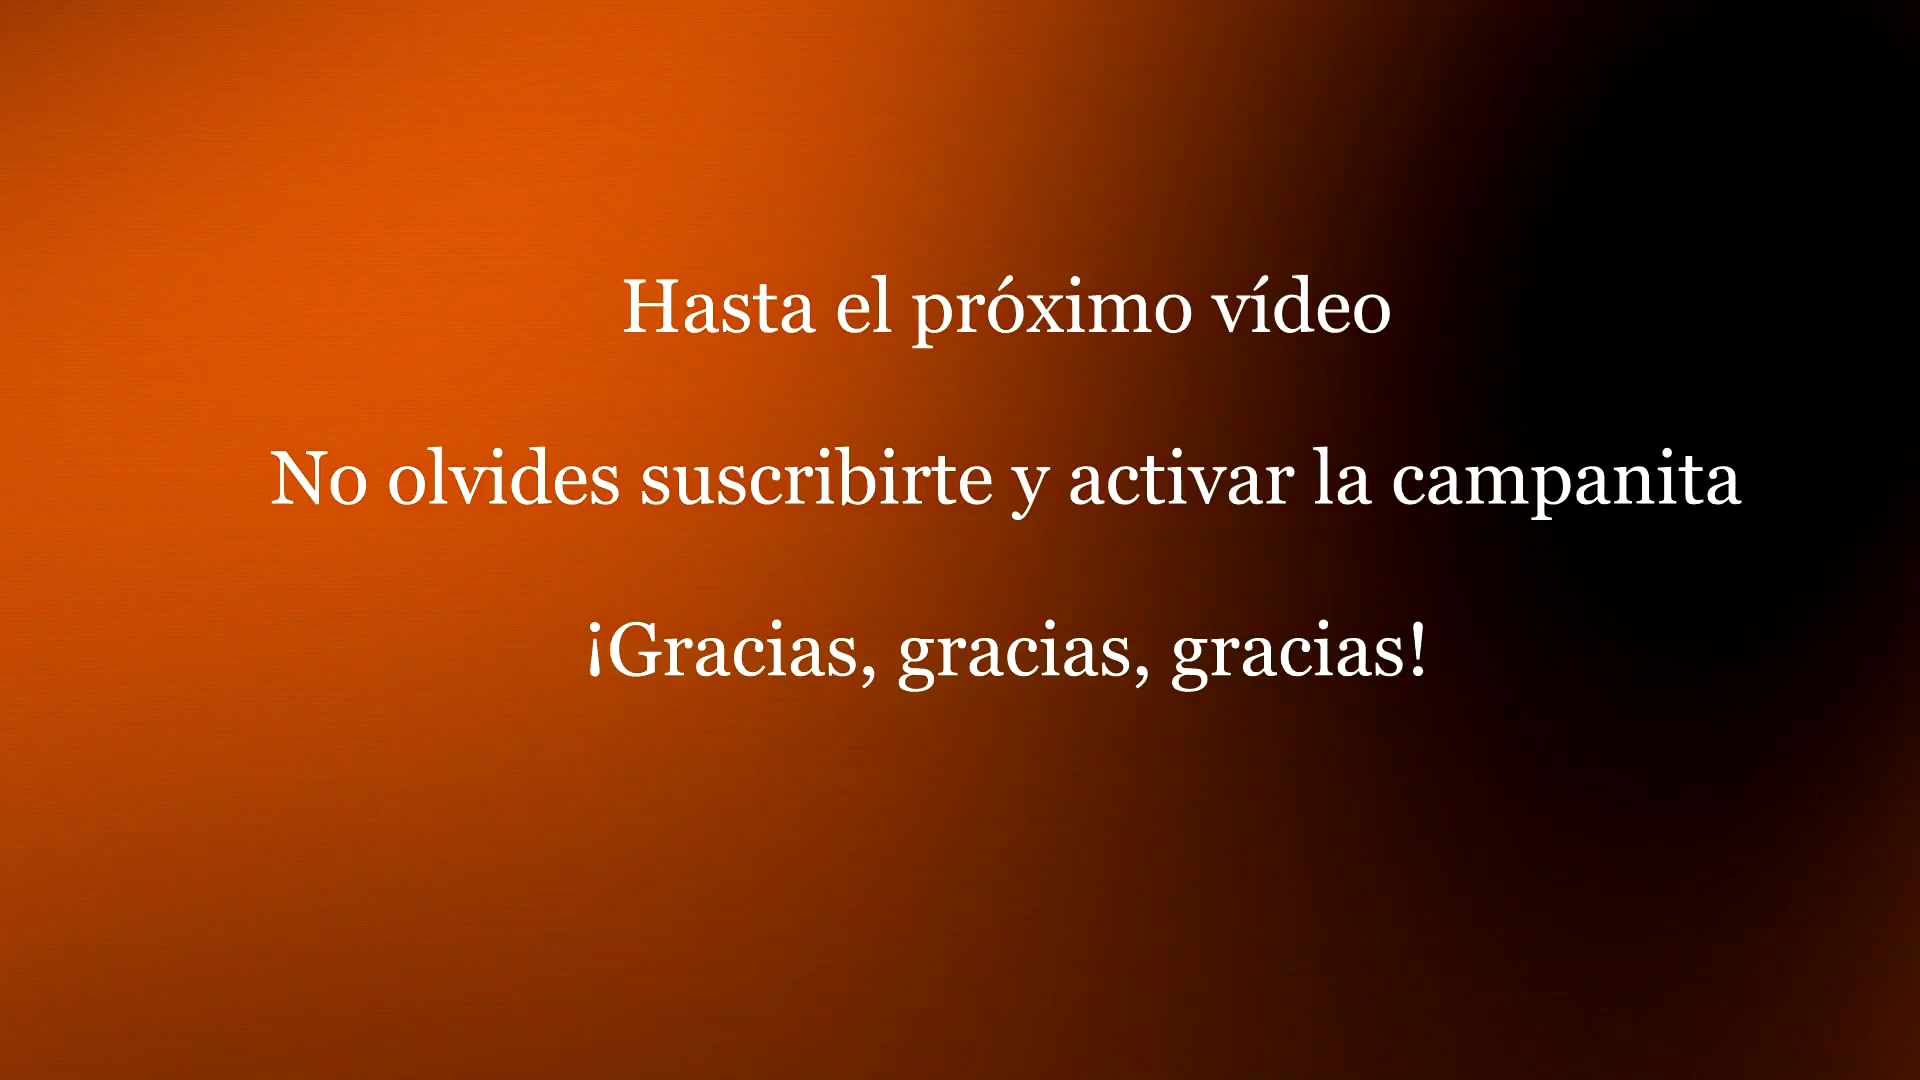 Hasta el próximo vídeo
No olvides suscribirte y activar la campanita
¡Gracias, gracias, gracias!